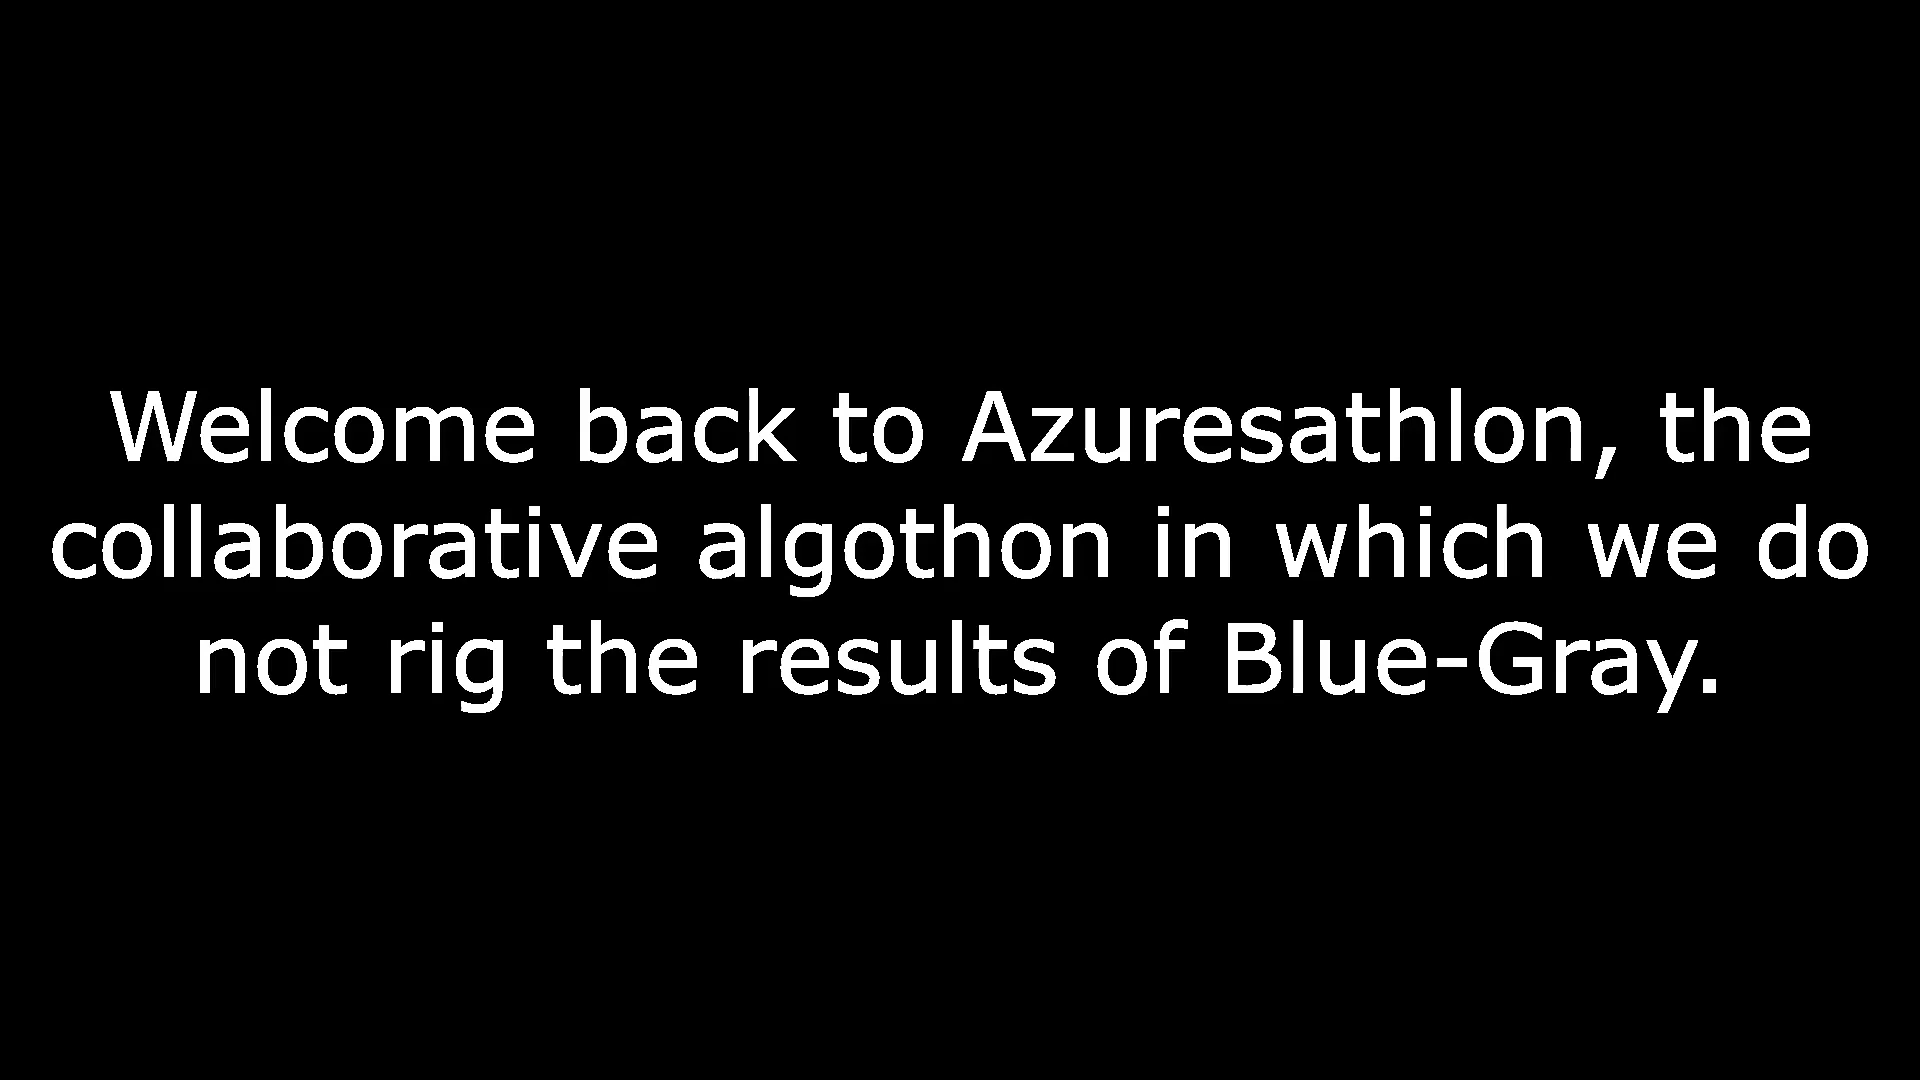 Welcome back to Azuresathlon, the
collaborative algothon in which we do
not rig the results of Blue-Gray.